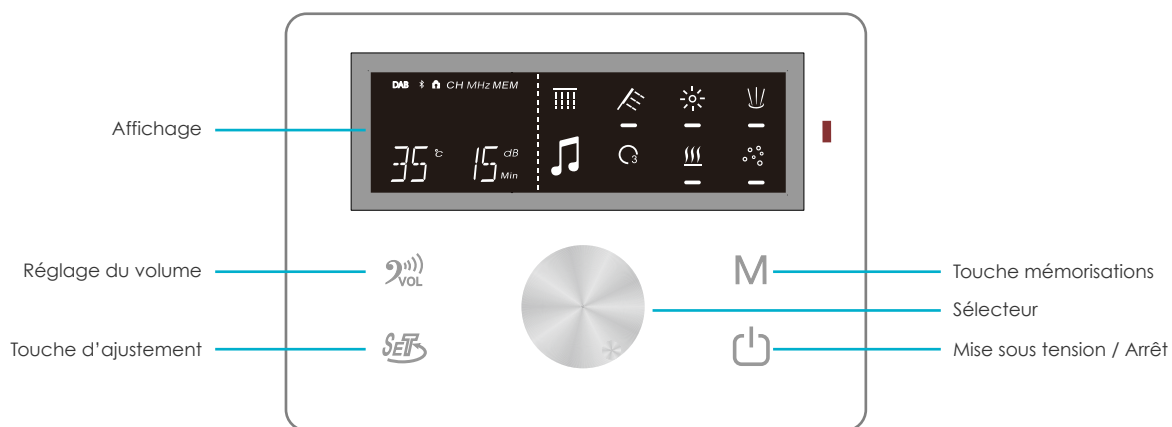 DAB CH MHz MEM
Affichage
35 °c 15 dB Min
3
Réglage du volume
VOL
M
Touche mémorisations
Sélecteur
Touche d’ajustement
SET
Mise sous tension / Arrêt